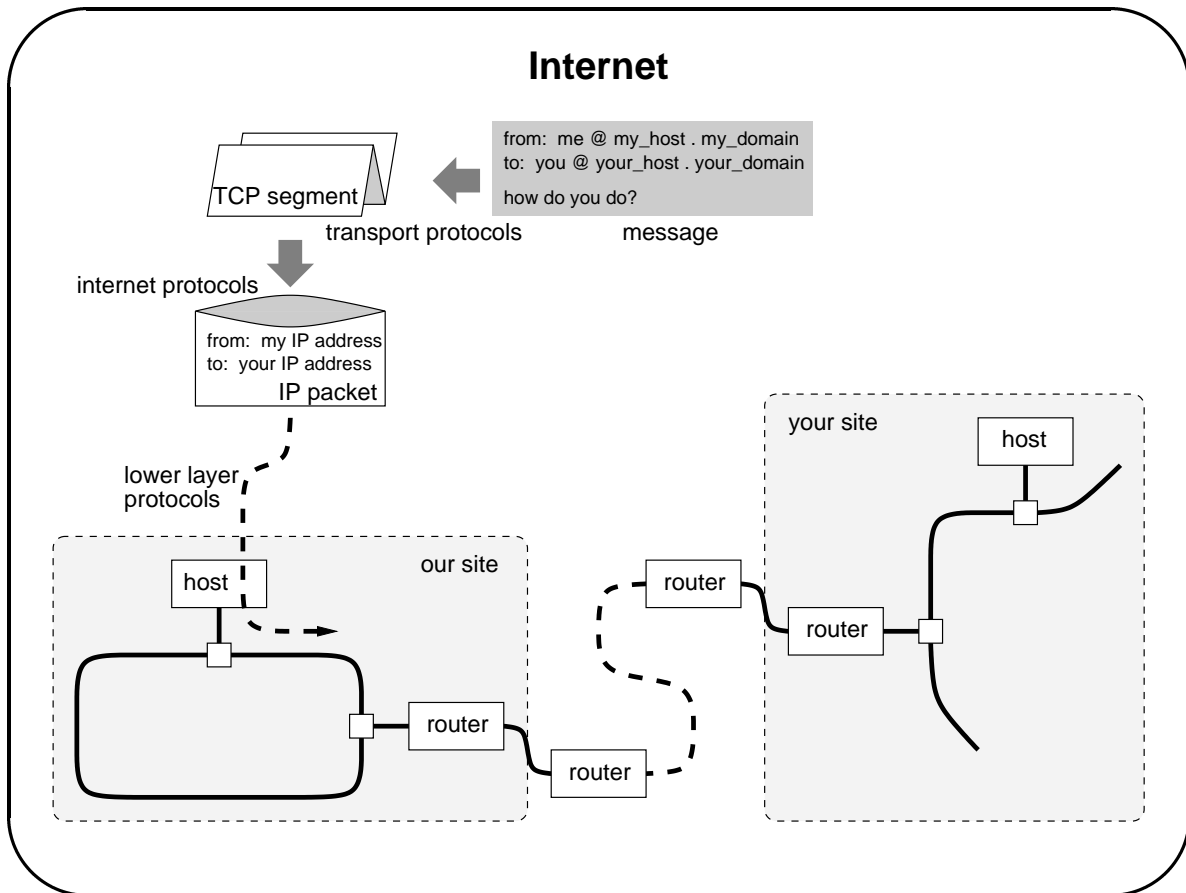 Internet
from: me @ my_host . my_domain
to: you @ your_host . your_domain
how do you do?
TCP segment
transport protocols
message
internet protocols
from: my IP address
to: your IP address
IP packet
lower layer
protocols
your site
host
our site
host
router
router
router
router